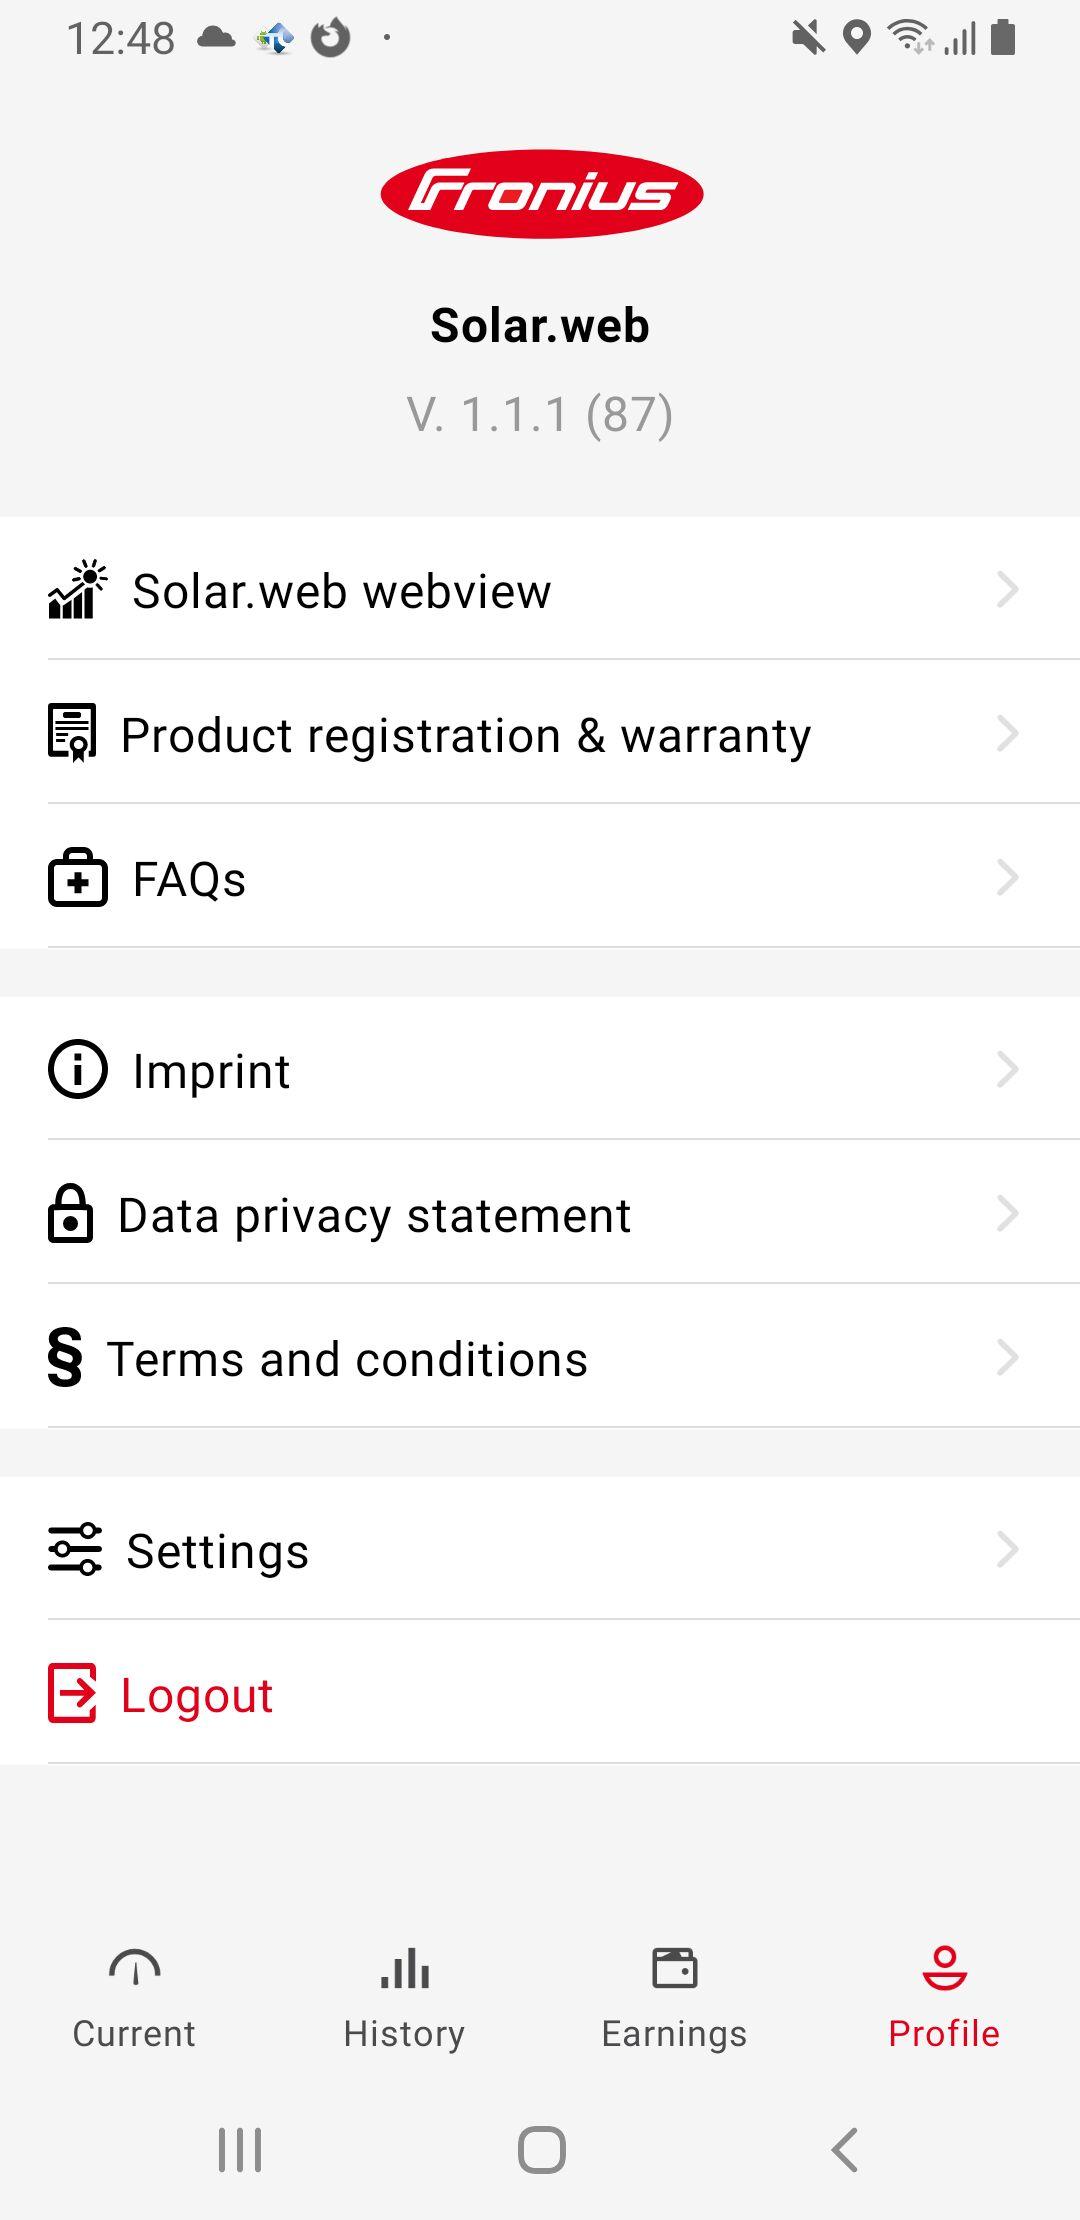 12:48
Fronius
Solar.web
V. 1.1.1 (87)
Solar.web webview
Product registration & warranty
FAQs
Imprint
Data privacy statement
§ Terms and conditions
Settings
Logout
Current History Earnings Profile